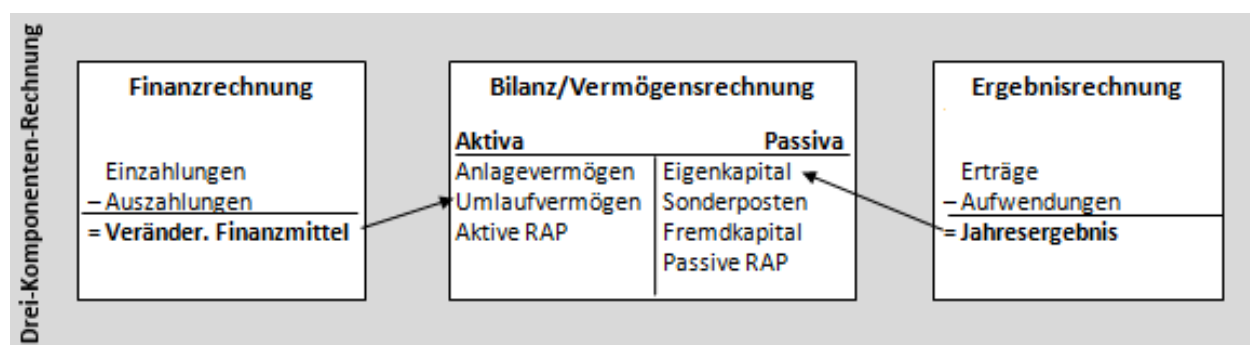 Drei-Komponenten-Rechnung
Finanzrechnung
Einzahlungen
– Auszahlungen
= Veränder. Finanzmittel
Bilanz/Vermögensrechnung
Aktiva Passiva
Anlagevermögen Eigenkapital
Umlaufvermögen Sonderposten
Aktive RAP Fremdkapital
Passive RAP
Ergebnisrechnung
Erträge
– Aufwendungen
= Jahresergebnis